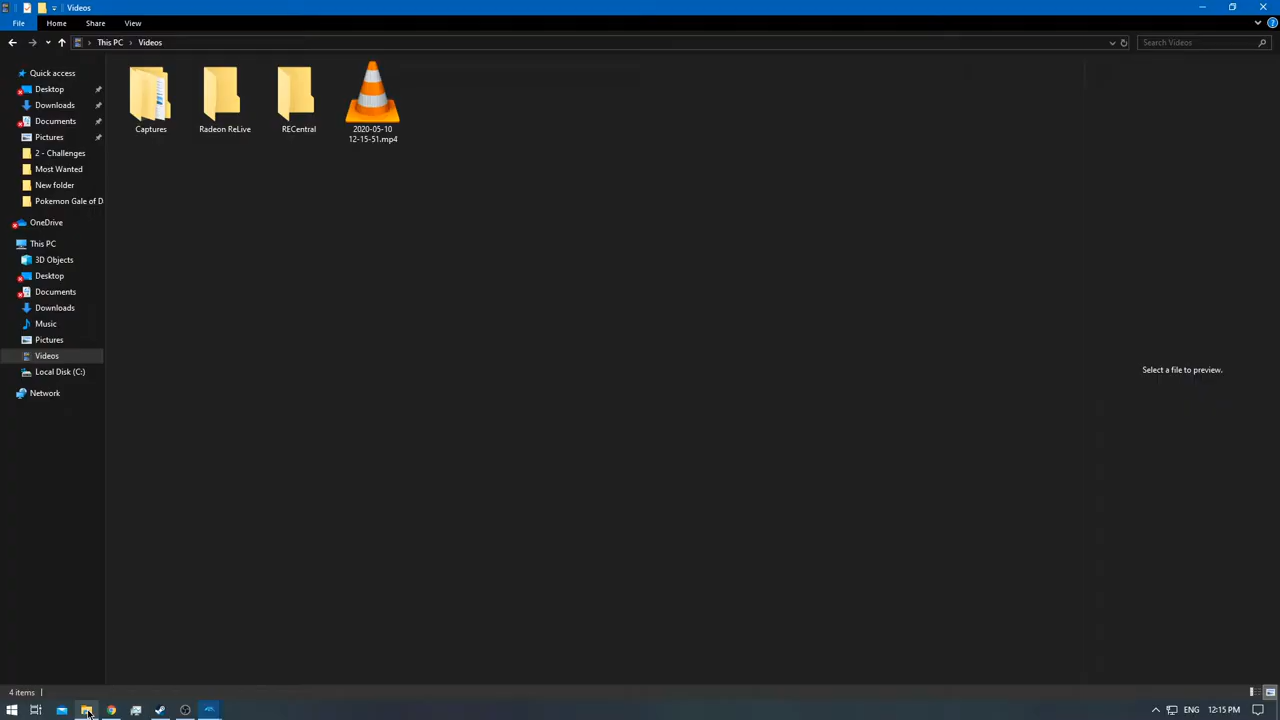 Videos
File Home Share View
This PC Videos
Search Videos
Quick access
Desktop
Downloads
Documents
Pictures
2 - Challenges
Most Wanted
New folder
Pokemon Gale of D
OneDrive
This PC
3D Objects
Desktop
Documents
Downloads
Music
Pictures
Videos
Local Disk (C:)
Network
Captures
Radeon ReLive
RECentral
2020-05-10
12-15-51.mp4
Select a file to preview.
4 items
ENG 12:15 PM